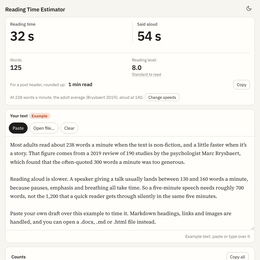 Reading Time Estimator
Reading time
32 s
Said aloud
54 s
Words
125
Reading level
8.0
Standard to read
For a post header, rounded up: 1 min read
Copy
At 238 words a minute, the adult average (Brysbaert 2019); aloud at 150.
Change speeds
Your text
Example
Paste
Open file…
Clear
Most adults read about 238 words a minute when the text is non-fiction, and a little faster when it's
a story. That figure comes from a 2019 review of 190 studies by the psychologist Marc Brysbaert,
which found that the often-quoted 300 words a minute was too generous.
Reading aloud is slower. A speaker giving a talk usually lands between 130 and 160 words a minute,
because pauses, emphasis and breathing all take time. So a five-minute speech needs roughly 700
words, not the 1,200 that a quick reader gets through silently in the same five minutes.
Paste your own draft over this example to time it. Markdown headings, links and images are
handled, and you can open a .docx, .md or .html file instead.
Example text: paste or type over it
Counts
Copy all